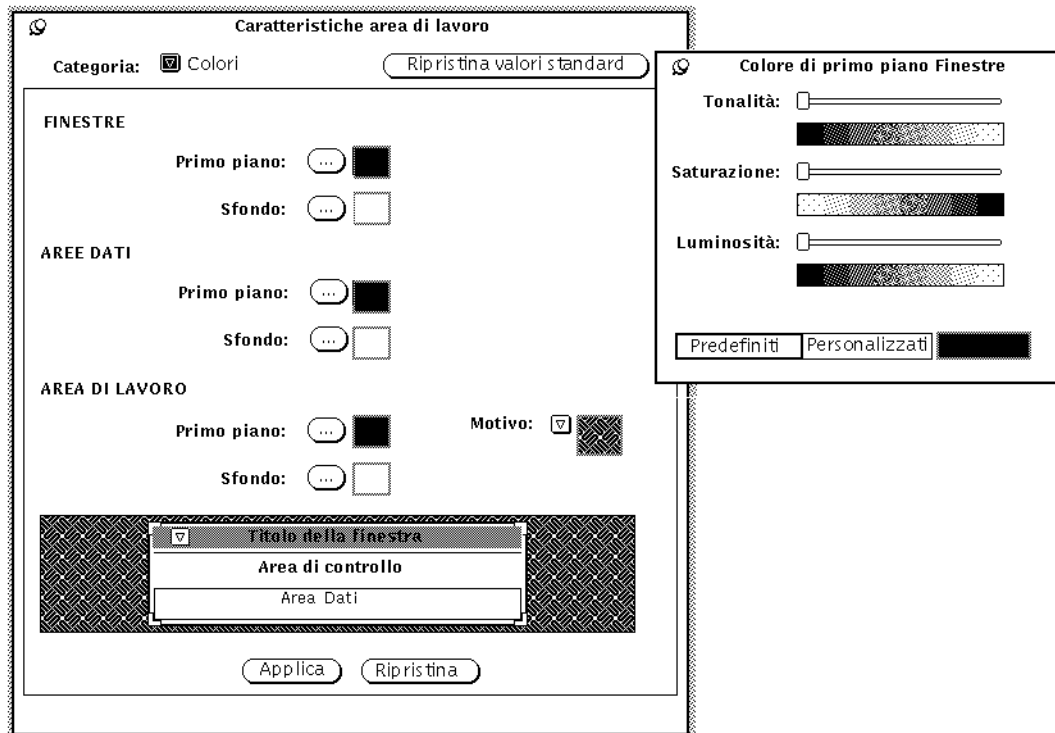 Caratteristiche area di lavoro
Categoria: Colori
Ripristina valori standard
FINESTRE
Primo piano: ...
Sfondo: ...
AREE DATI
Primo piano: ...
Sfondo: ...
AREA DI LAVORO
Primo piano: ...
Motivo:
Sfondo: ...
Titolo della finestra
Area di controllo
Area Dati
Applica
Ripristina
Colore di primo piano Finestre
Tonalità:
Saturazione:
Luminosità:
Predefiniti
Personalizzati